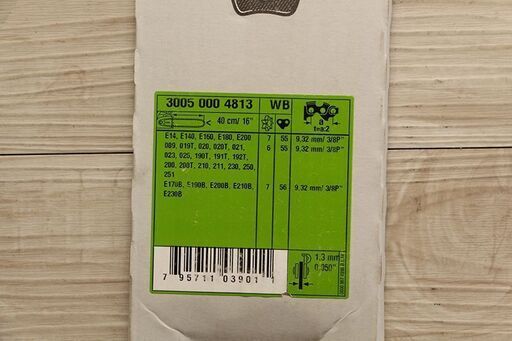 3005 000 4813 WB
40 cm/ 16"
a
t=a:2
E14, E140, E160, E180, E200 7 55 9,32 mm/ 3/8P"
009, 019T, 020, 020T, 021, 6 55 9,32 mm/ 3/8P"
023, 025, 190T, 191T, 192T,
200, 200T, 210, 211, 230, 250,
251
E170B, E190B, E200B, E210B, 7 56 9,32 mm/ 3/8P"
E230B
1.3 mm
0.050"
7 95711 03901 1